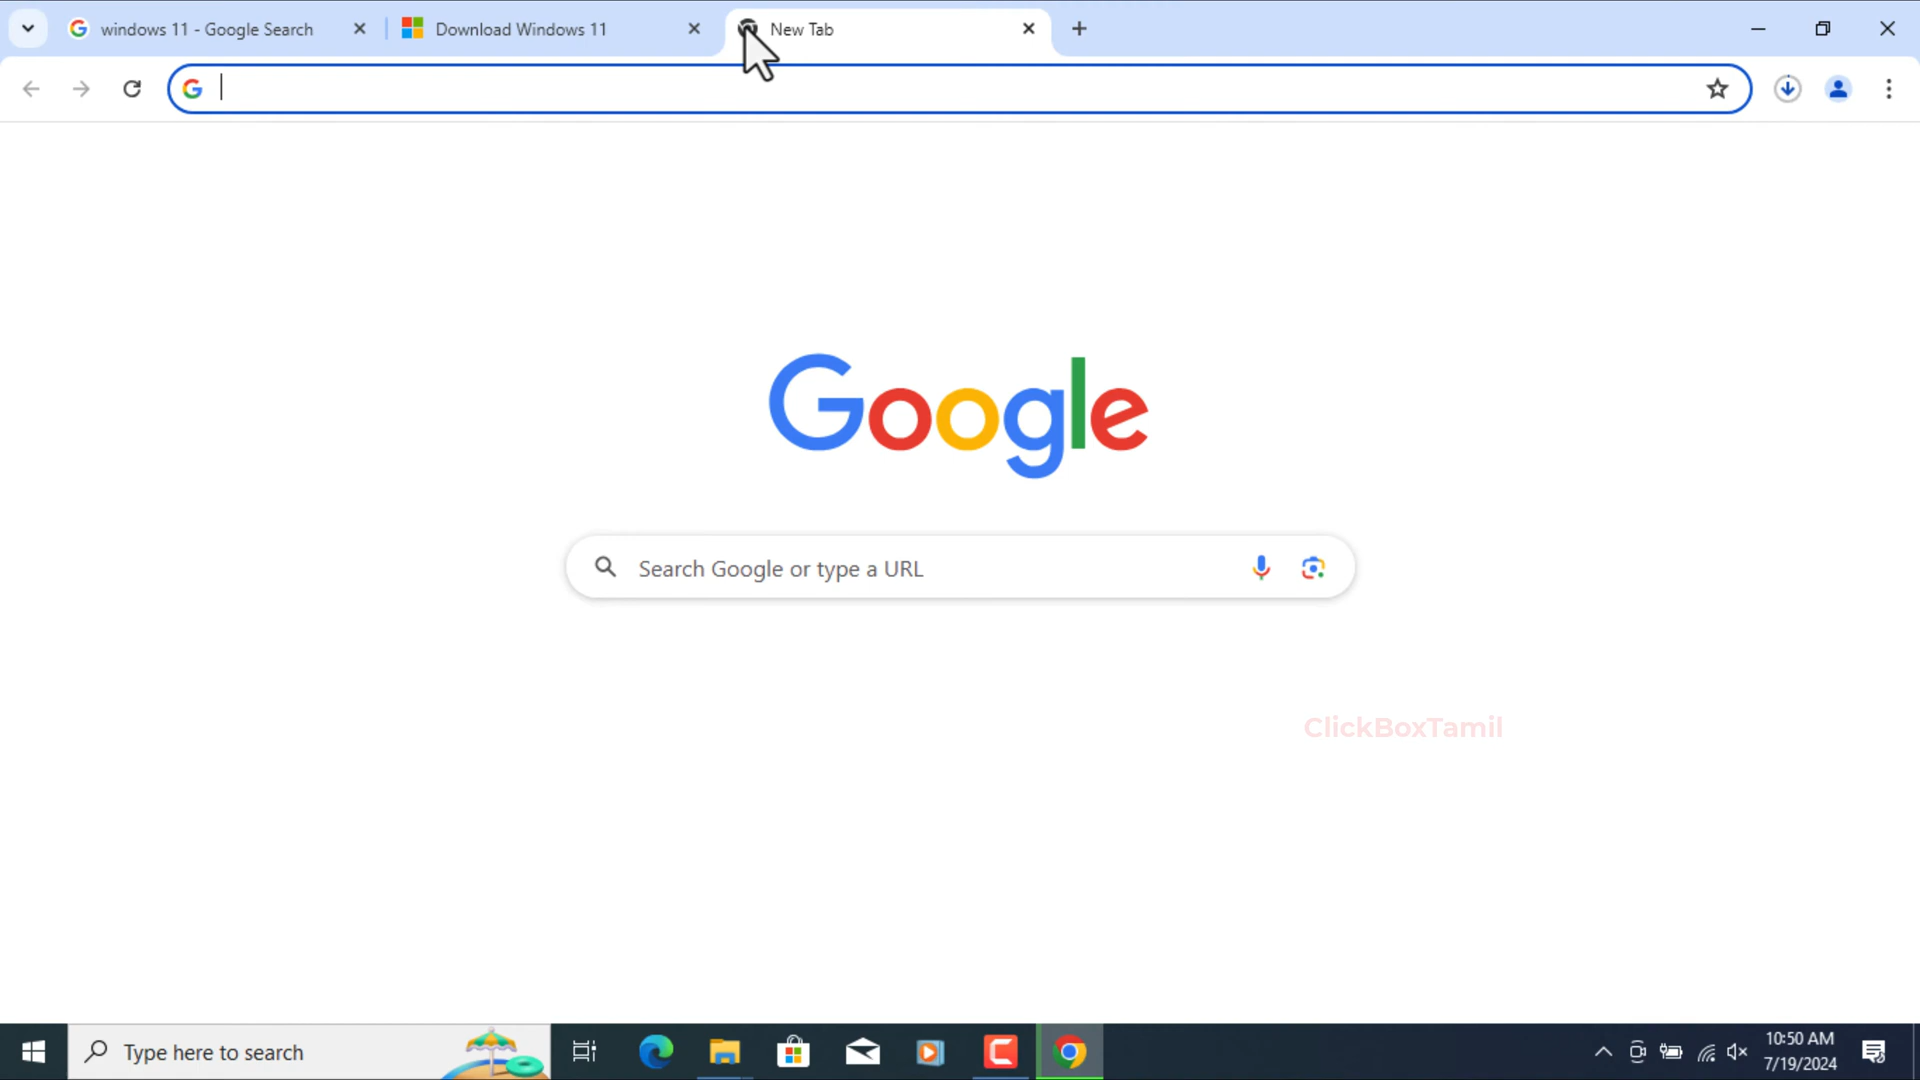 windows 11 - Google Search
Download Windows 11
New Tab
Google
Search Google or type a URL
ClickBoxTamil
Type here to search
10:50 AM
7/19/2024